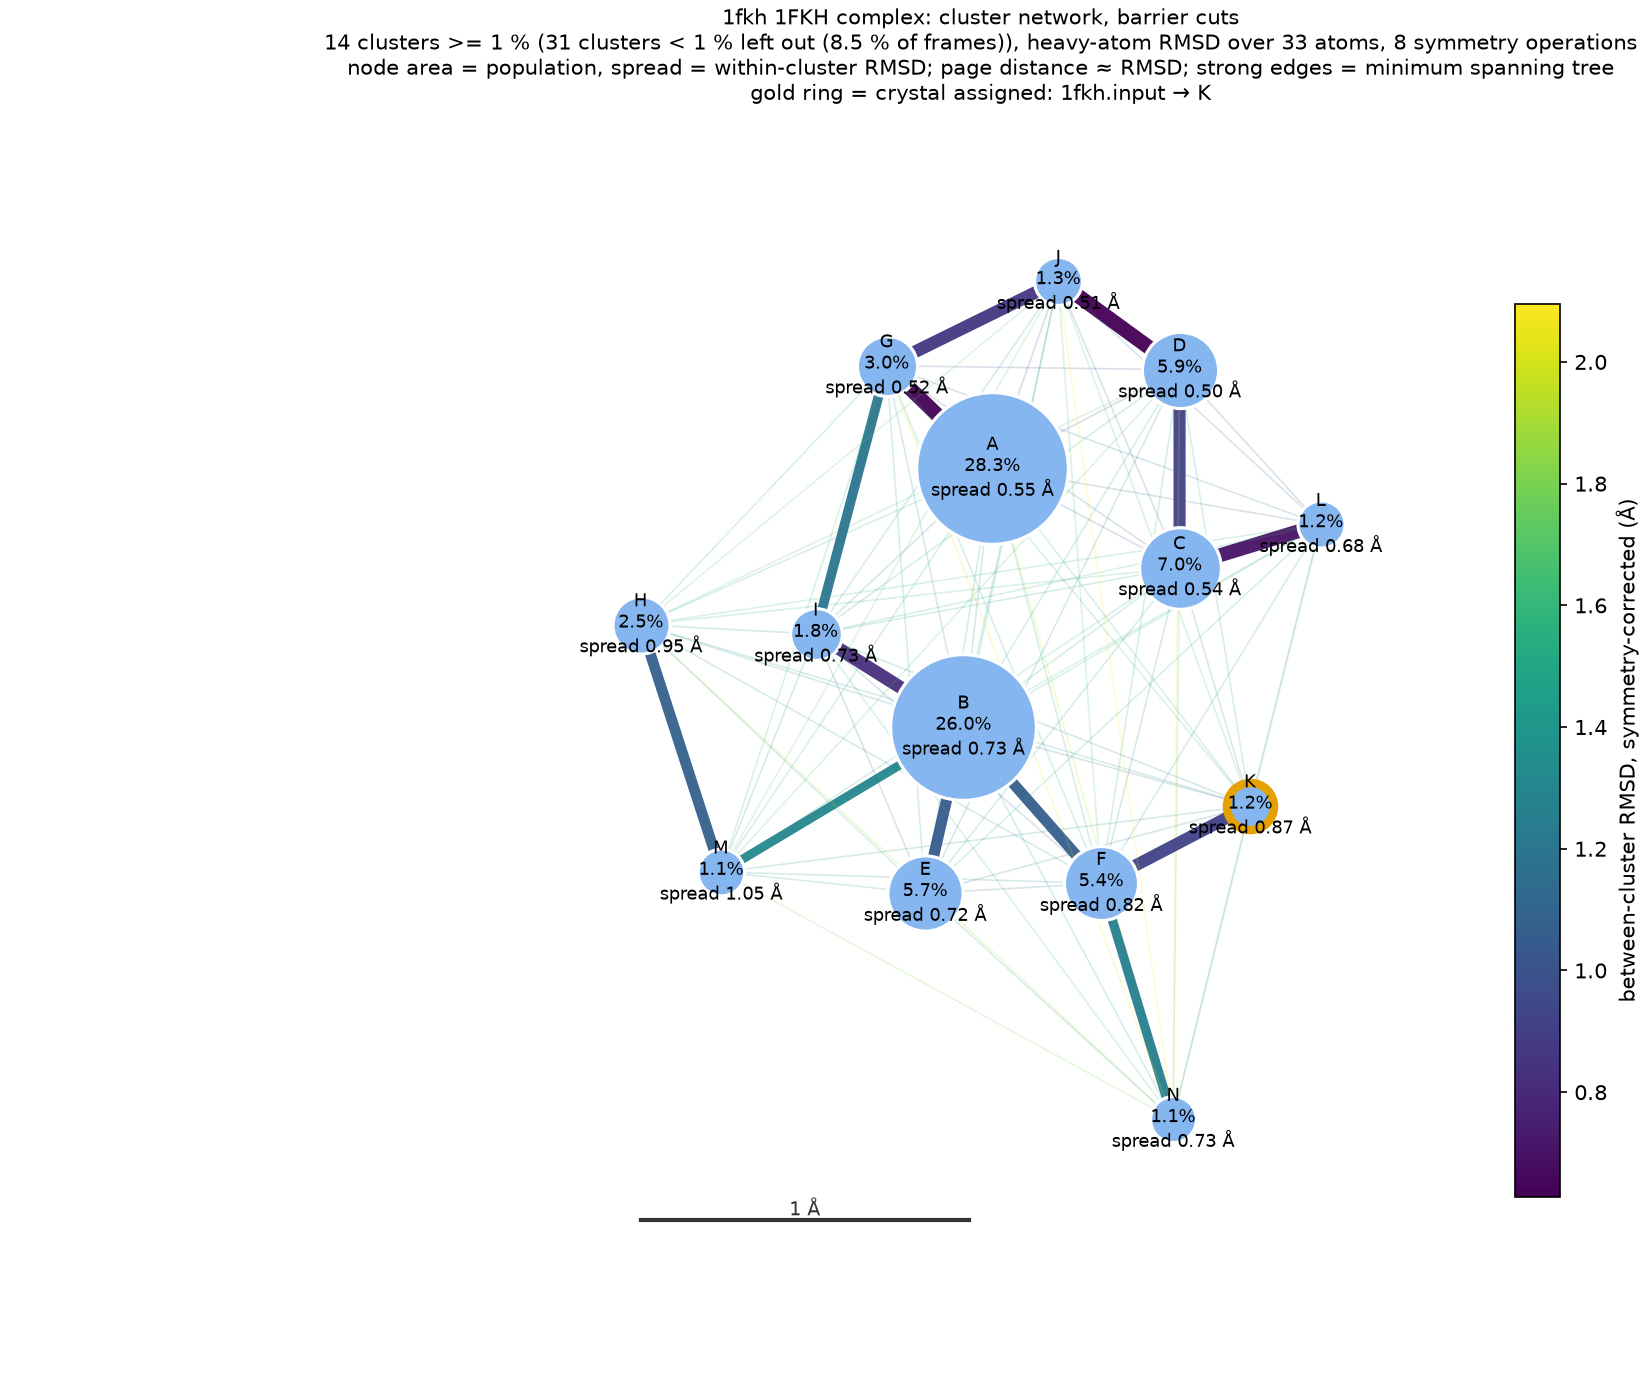 1fkh 1FKH complex: cluster network, barrier cuts
14 clusters >= 1 % (31 clusters < 1 % left out (8.5 % of frames)), heavy-atom RMSD over 33 atoms, 8 symmetry operations
node area = population, spread = within-cluster RMSD; page distance ≈ RMSD; strong edges = minimum spanning tree
gold ring = crystal assigned: 1fkh.input → K
J
1.3%
spread 0.51 Å
G
3.0%
spread 0.52 Å
D
5.9%
spread 0.50 Å
A
28.3%
spread 0.55 Å
L
1.2%
spread 0.68 Å
C
7.0%
spread 0.54 Å
H
2.5%
spread 0.95 Å
I
1.8%
spread 0.73 Å
B
26.0%
spread 0.73 Å
K
1.2%
spread 0.87 Å
M
1.1%
spread 1.05 Å
E
5.7%
spread 0.72 Å
F
5.4%
spread 0.82 Å
N
1.1%
spread 0.73 Å
1 Å
2.0
1.8
1.6
1.4
1.2
1.0
0.8
between-cluster RMSD, symmetry-corrected (Å)